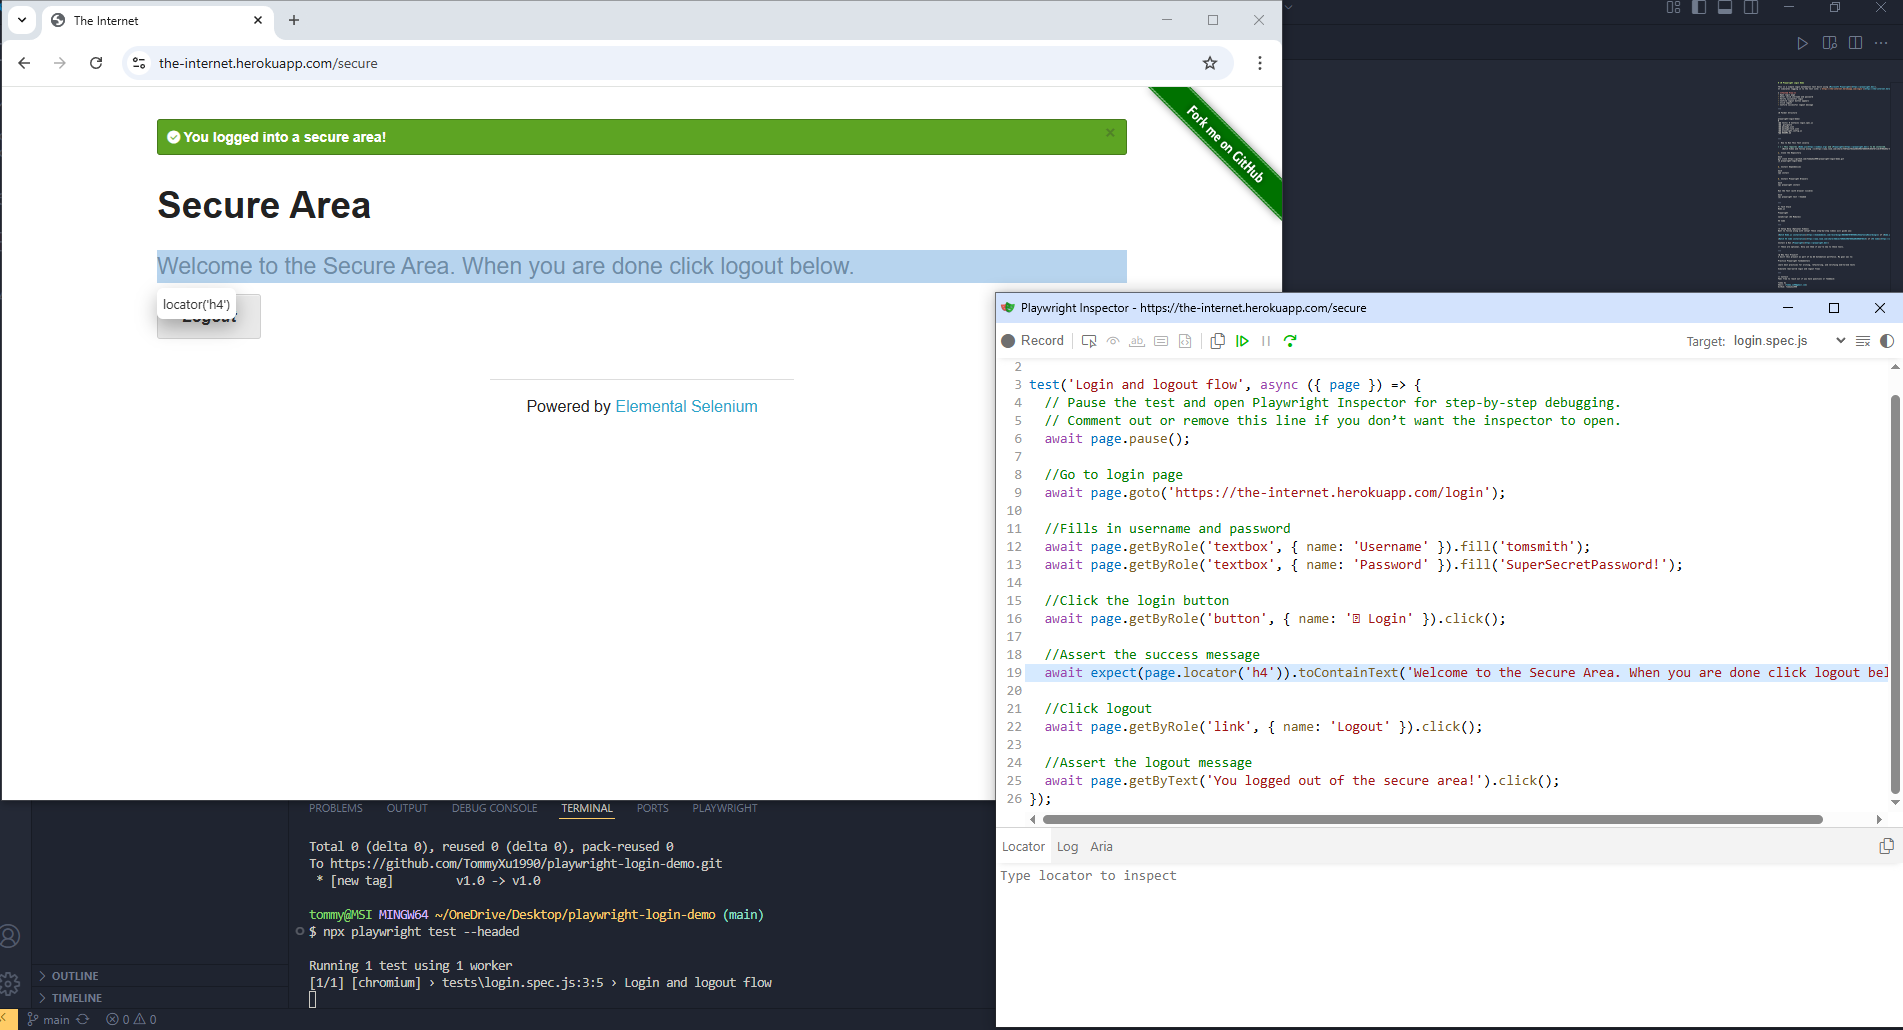 The Internet
the-internet.herokuapp.com/secure
Fork me on GitHub
You logged into a secure area!
Secure Area
Welcome to the Secure Area. When you are done click logout below.
locator('h4')
Logout
Powered by Elemental Selenium
Playwright Inspector - https://the-internet.herokuapp.com/secure
Record
Target: login.spec.js
2
3 test('Login and logout flow', async ({ page }) => {
4 // Pause the test and open Playwright Inspector for step-by-step debugging.
5 // Comment out or remove this line if you don’t want the inspector to open.
6 await page.pause();
7
8 //Go to login page
9 await page.goto('https://the-internet.herokuapp.com/login');
10
11 //Fills in username and password
12 await page.getByRole('textbox', { name: 'Username' }).fill('tomsmith');
13 await page.getByRole('textbox', { name: 'Password' }).fill('SuperSecretPassword!');
14
15 //Click the login button
16 await page.getByRole('button', { name: ' Login' }).click();
17
18 //Assert the success message
19 await expect(page.locator('h4')).toContainText('Welcome to the Secure Area. When you are done click logout bel
20
21 //Click logout
22 await page.getByRole('link', { name: 'Logout' }).click();
23
24 //Assert the logout message
25 await page.getByText('You logged out of the secure area!').click();
26 });
Locator Log Aria
Type locator to inspect
PROBLEMS OUTPUT DEBUG CONSOLE TERMINAL PORTS PLAYWRIGHT
Total 0 (delta 0), reused 0 (delta 0), pack-reused 0
To https://github.com/TommyXu1990/playwright-login-demo.git
* [new tag] v1.0 -> v1.0
tommy@MSI MINGW64 ~/OneDrive/Desktop/playwright-login-demo (main)
$ npx playwright test --headed
Running 1 test using 1 worker
[1/1] [chromium] › tests\login.spec.js:3:5 › Login and logout flow
OUTLINE
TIMELINE
main 0 0